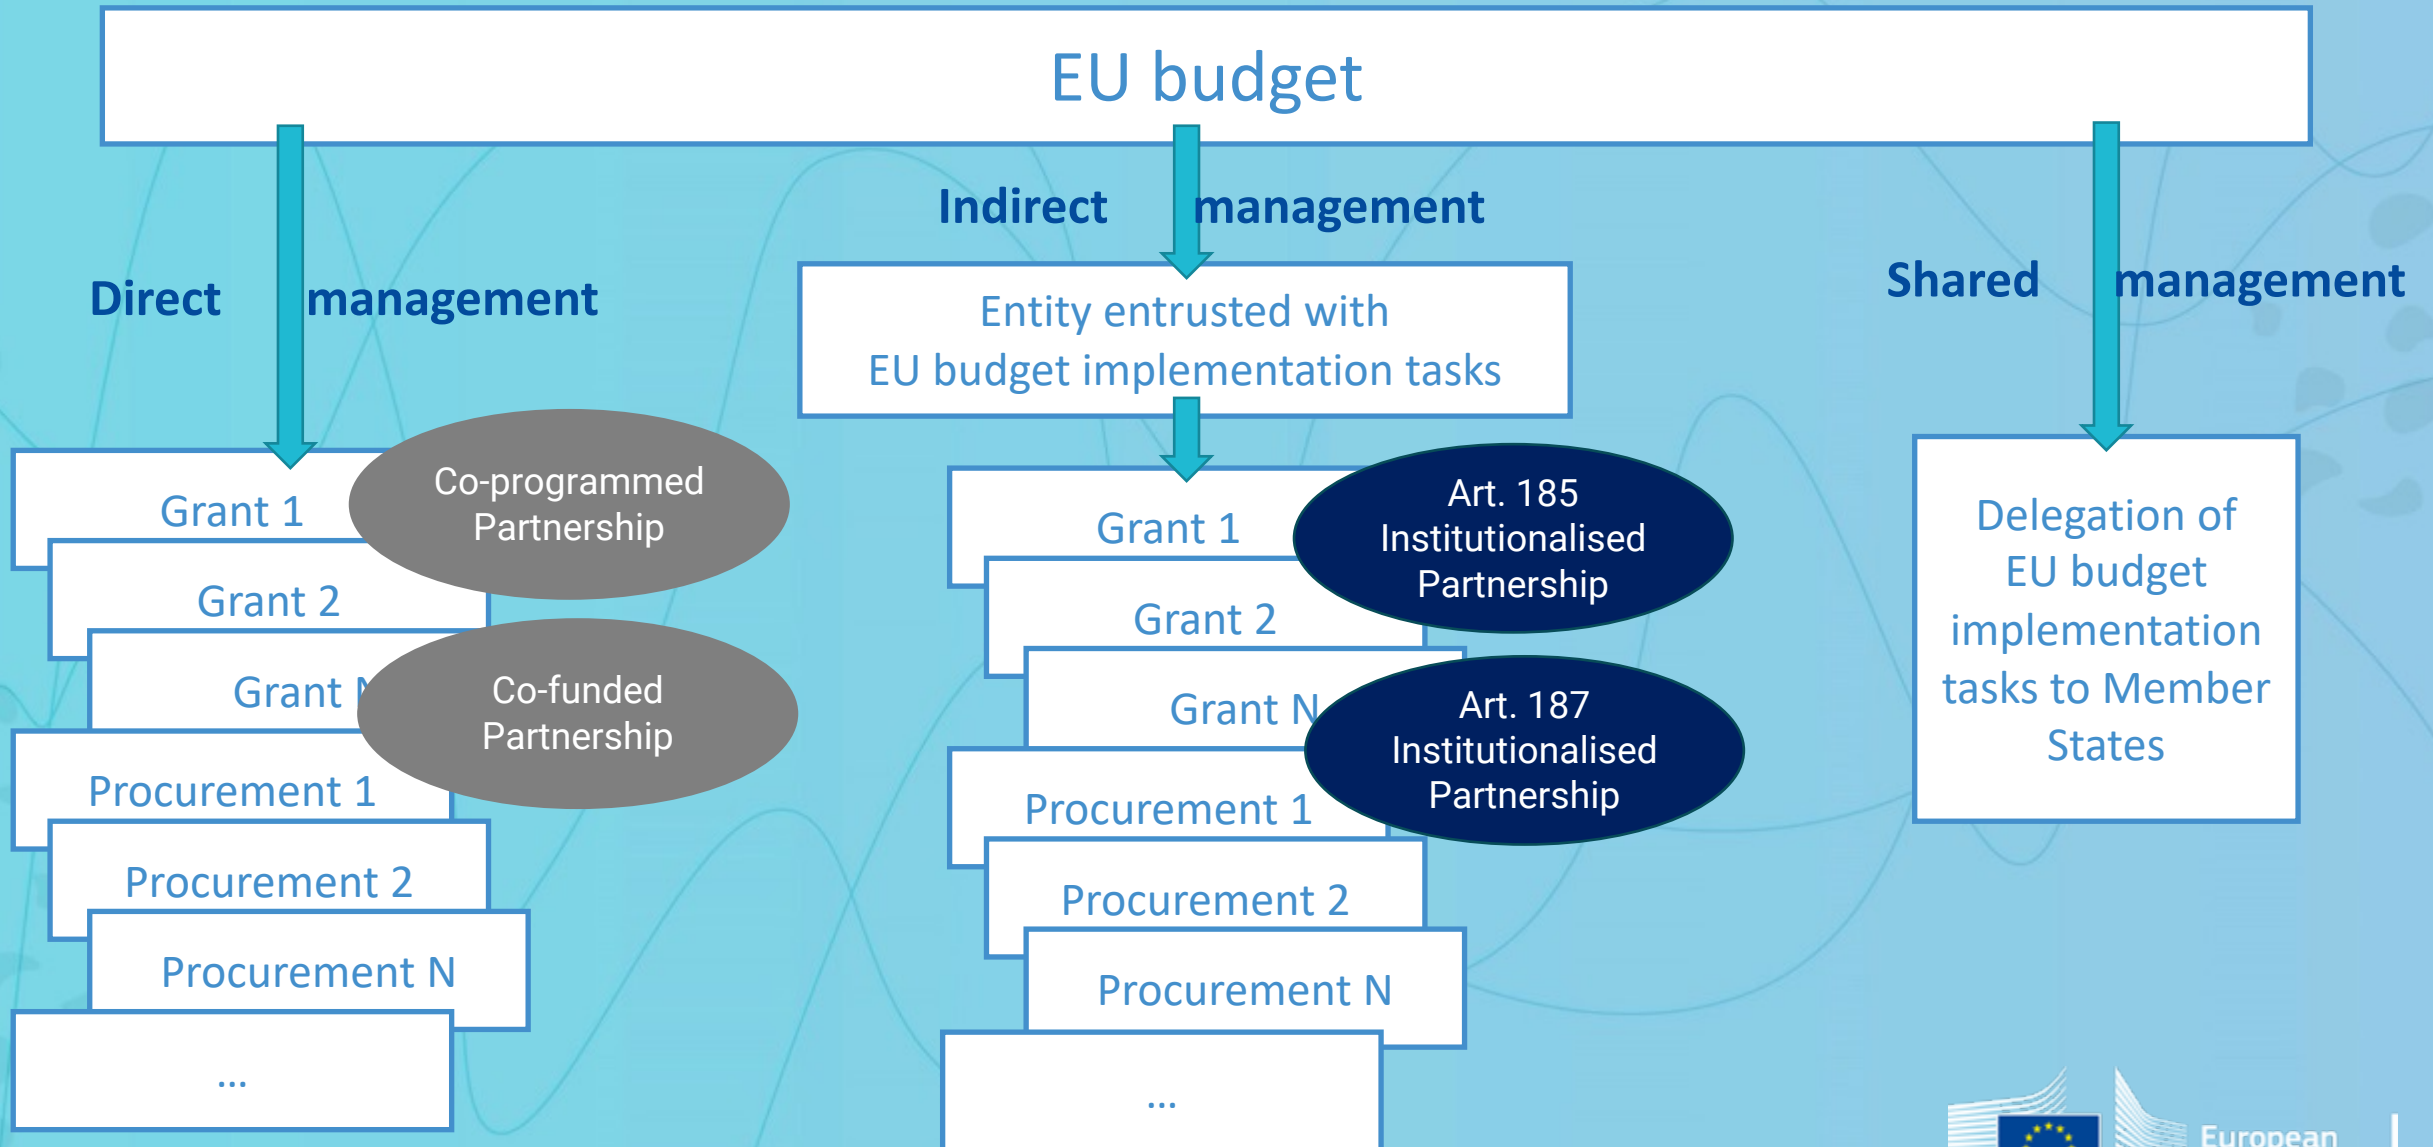 EU budget
Direct management
Indirect management
Shared management
Entity entrusted with
EU budget implementation tasks
Grant 1
Grant 2
Grant N
Procurement 1
Procurement 2
Procurement N
...
Co-programmed
Partnership
Co-funded
Partnership
Grant 1
Grant 2
Grant N
Procurement 1
Procurement 2
Procurement N
...
Art. 185
Institutionalised
Partnership
Art. 187
Institutionalised
Partnership
Delegation of
EU budget
implementation
tasks to Member
States
European